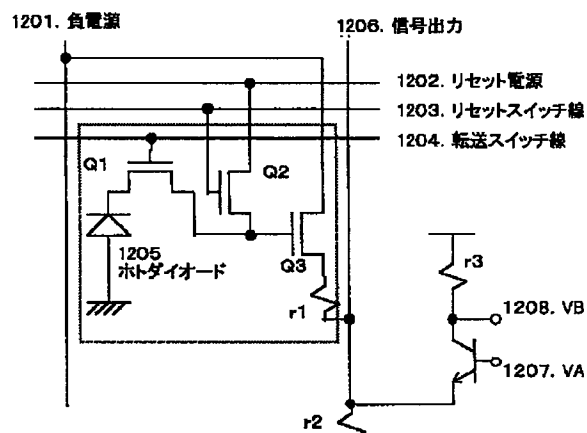 1201. 負電源
1206. 信号出力
1202. リセット電源
1203. リセットスイッチ線
1204. 転送スイッチ線
Q1
Q2
1205
ホトダイオード
Q3
r1
r3
1208. VB
1207. VA
r2